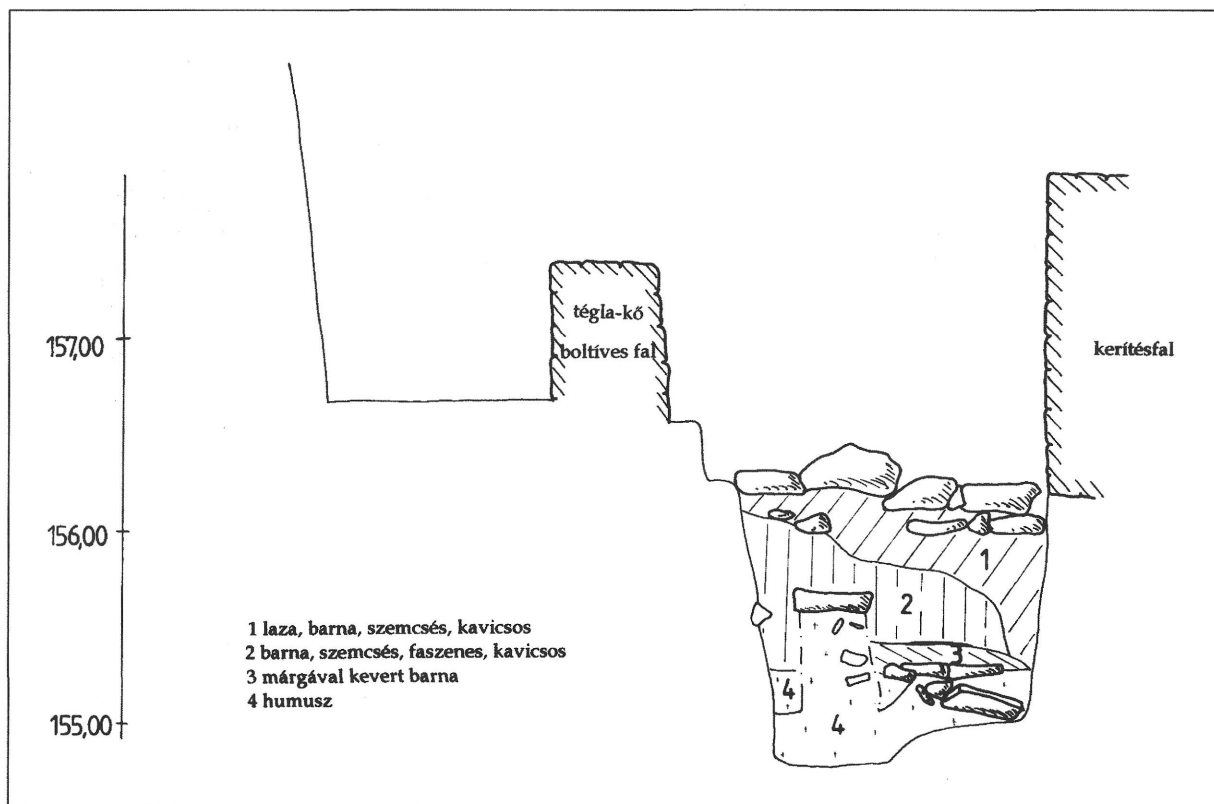 157,00
156,00
155,00
tégla-kő
boltíves fal
kerítésfal
1
2
3
4
4
1 laza, barna, szemcsés, kavicsos
2 barna, szemcsés, faszenes, kavicsos
3 márgával kevert barna
4 humusz